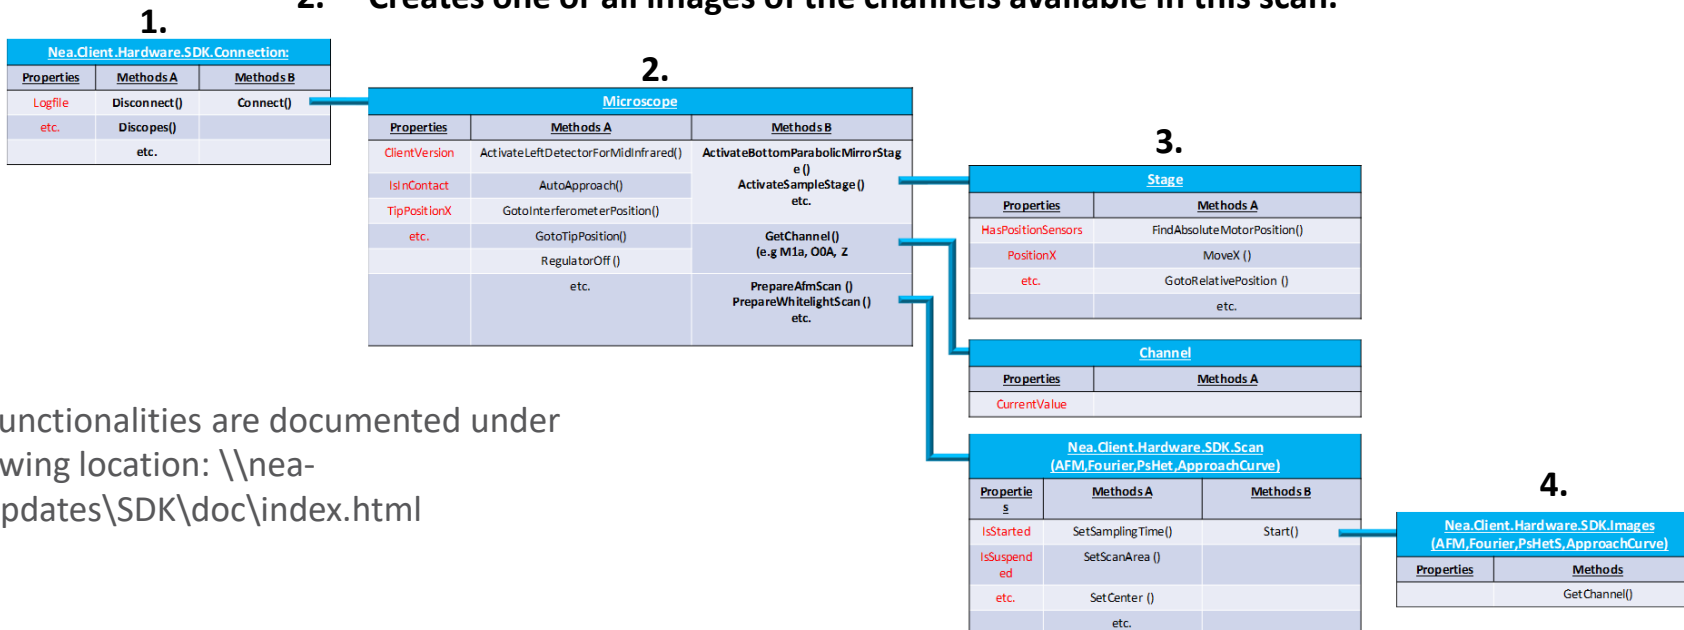 2. Creates one or all images of the channels available in this scan.
1.
Nea.Client.Hardware.SDK.Connection:
Properties Methods A Methods B
Logfile Disconnect() Connect()
etc. Discopes()
etc.
2.
Microscope
Properties Methods A Methods B
ClientVersion ActivateLeftDetectorForMidInfrared() ActivateBottomParabolicMirrorStag
e ()
IsInContact AutoApproach() ActivateSampleStage ()
etc.
TipPositionX GotoInterferometerPosition()
etc. GotoTipPosition() GetChannel ()
(e.g M1a, O0A, Z
RegulatorOff ()
etc. PrepareAfmScan ()
PrepareWhitelightScan ()
etc.
3.
Stage
Properties Methods A
HasPositionSensors FindAbsoluteMotorPosition()
PositionX MoveX ()
etc. GotoRelativePosition ()
etc.
Channel
Properties Methods A
CurrentValue
Nea.Client.Hardware.SDK.Scan
(AFM,Fourier,PsHet,ApproachCurve)
Propertie
s
Methods A Methods B
IsStarted SetSamplingTime() Start()
IsSuspend
ed
SetScanArea ()
etc. SetCenter ()
etc.
4.
Nea.Client.Hardware.SDK.Images
(AFM,Fourier,PsHetS,ApproachCurve)
Properties Methods
GetChannel()
unctionalities are documented under
wing location: \\nea-
pdates\SDK\doc\index.html